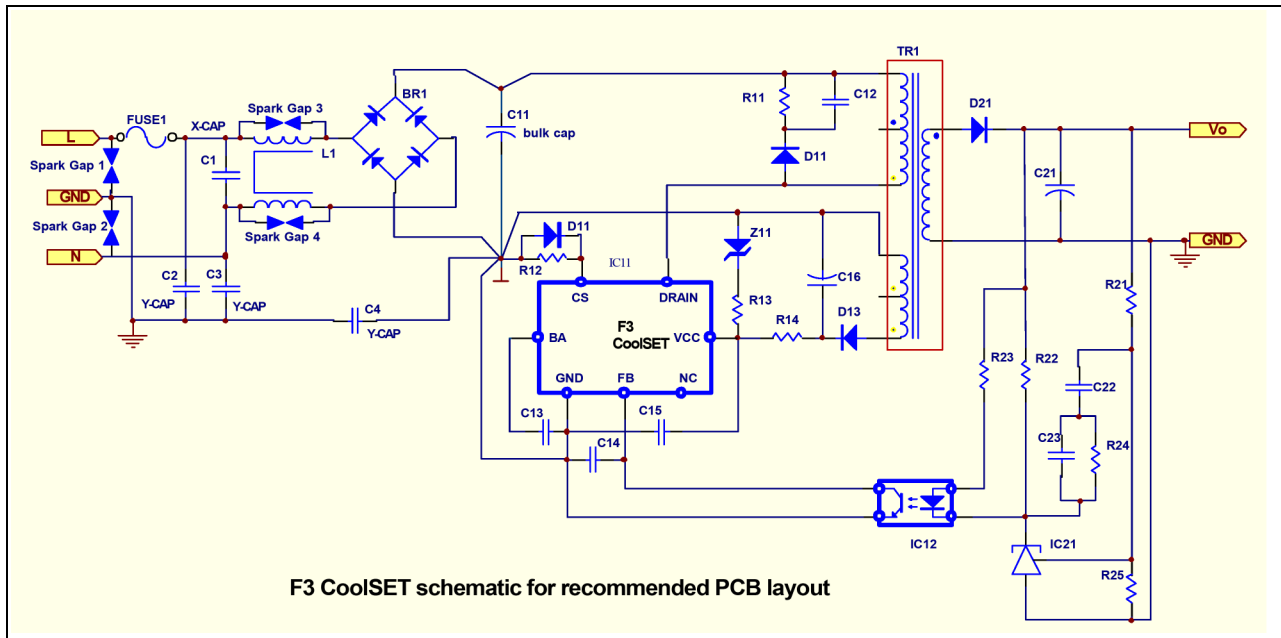 TR1
BR1
Spark Gap 3
FUSE1
X-CAP
R11
C12
C11
bulk cap
D21
L
Vo
L1
Spark Gap 1
C1
D11
C21
GND
Spark Gap 2
Spark Gap 4
D11
Z11
GND
N
R12
IC11
C16
C2
C3
CS
DRAIN
R21
Y-CAP
Y-CAP
C4
Y-CAP
R13
R14
D13
F3
CoolSET
BA
VCC
R23
R22
GND
FB
NC
C22
C13
C15
C14
C23
R24
IC12
IC21
R25
F3 CoolSET schematic for recommended PCB layout